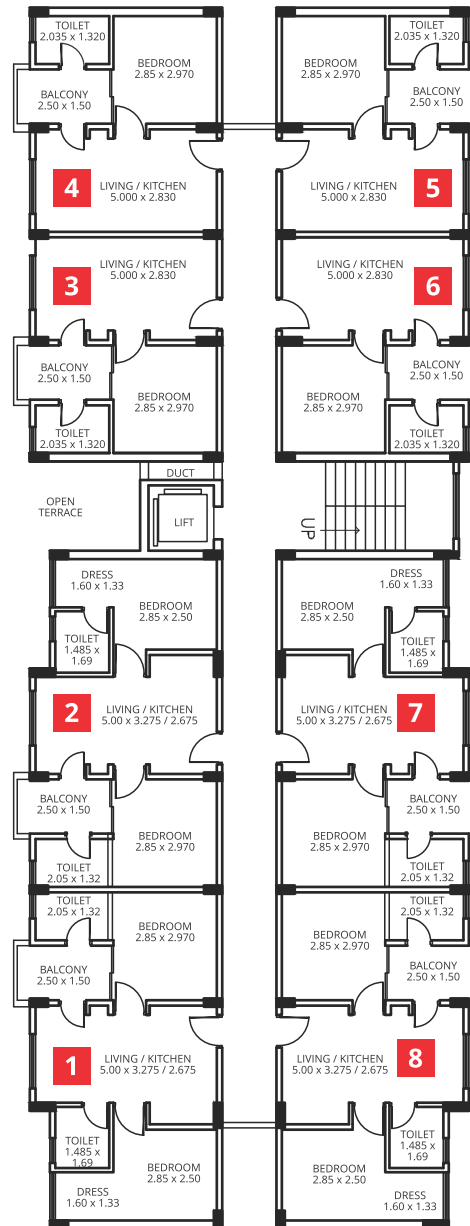 TOILET
2.035 x 1.320
BEDROOM
2.85 x 2.970
BALCONY
2.50 x 1.50
4
LIVING / KITCHEN
5.000 x 2.830
BEDROOM
2.85 x 2.970
TOILET
2.035 x 1.320
BALCONY
2.50 x 1.50
LIVING / KITCHEN
5.000 x 2.830
5
3
LIVING / KITCHEN
5.000 x 2.830
BALCONY
2.50 x 1.50
BEDROOM
2.85 x 2.970
TOILET
2.035 x 1.320
LIVING / KITCHEN
5.000 x 2.830
6
BALCONY
2.50 x 1.50
BEDROOM
2.85 x 2.970
TOILET
2.035 x 1.320
DUCT
OPEN
TERRACE
LIFT
UP
DRESS
1.60 x 1.33
BEDROOM
2.85 x 2.50
TOILET
1.485 x
1.69
2
LIVING / KITCHEN
5.00 x 3.275 / 2.675
BALCONY
2.50 x 1.50
BEDROOM
2.85 x 2.970
TOILET
2.05 x 1.32
DRESS
1.60 x 1.33
BEDROOM
2.85 x 2.50
TOILET
1.485 x
1.69
LIVING / KITCHEN
5.00 x 3.275 / 2.675
7
BALCONY
2.50 x 1.50
BEDROOM
2.85 x 2.970
TOILET
2.05 x 1.32
TOILET
2.05 x 1.32
BEDROOM
2.85 x 2.970
BALCONY
2.50 x 1.50
1
LIVING / KITCHEN
5.00 x 3.275 / 2.675
TOILET
1.485 x
1.69
BEDROOM
2.85 x 2.50
DRESS
1.60 x 1.33
TOILET
2.05 x 1.32
BEDROOM
2.85 x 2.970
BALCONY
2.50 x 1.50
LIVING / KITCHEN
5.00 x 3.275 / 2.675
8
TOILET
1.485 x
1.69
BEDROOM
2.85 x 2.50
DRESS
1.60 x 1.33